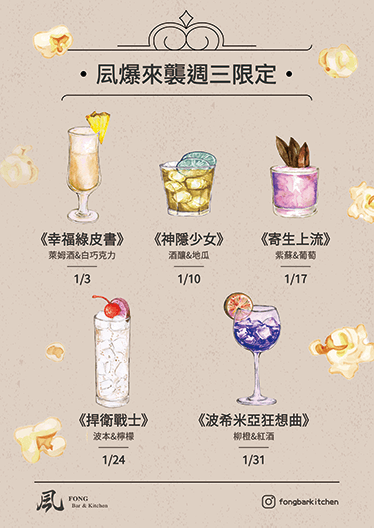 • 凮爆來襲週三限定 •
《幸福綠皮書》
萊姆酒&白巧克力
1/3
《神隱少女》
酒釀&地瓜
1/10
《寄生上流》
紫蘇&葡萄
1/17
《捍衛戰士》
波本&檸檬
1/24
《波希米亞狂想曲》
柳橙&紅酒
1/31
凮
FONG
Bar & Kitchen
fongbarkitchen